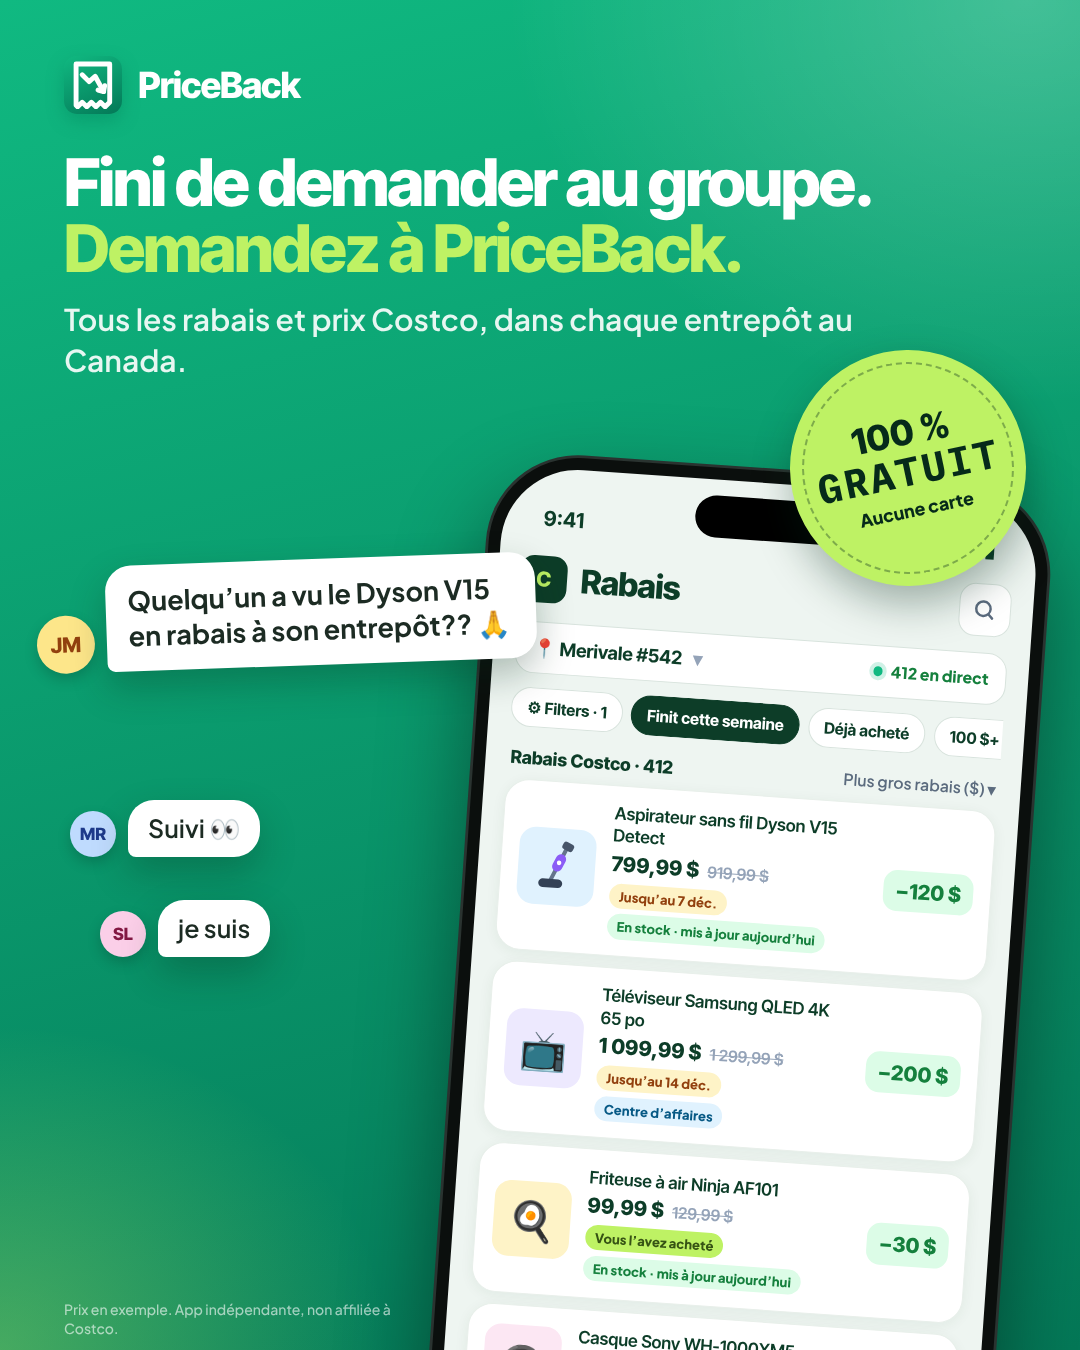 PriceBack
Fini de demander au groupe.
Demandez à PriceBack.
Tous les rabais et prix Costco, dans chaque entrepôt au
Canada.
100 %
GRATUIT
Aucune carte
9:41
C
Rabais
Quelqu’un a vu le Dyson V15
en rabais à son entrepôt?? 🙏
JM
📍 Merivale #542 ▼
412 en direct
⚙ Filters · 1
Finit cette semaine
Déjà acheté
100 $+
Rabais Costco · 412
Plus gros rabais ($) ▾
MR
Suivi 👀
SL
je suis
Aspirateur sans fil Dyson V15
Detect
799,99 $ 919,99 $
−120 $
Jusqu’au 7 déc.
En stock · mis à jour aujourd’hui
Téléviseur Samsung QLED 4K
65 po
1 099,99 $ 1 299,99 $
−200 $
Jusqu’au 14 déc.
Centre d’affaires
Friteuse à air Ninja AF101
99,99 $ 129,99 $
−30 $
Vous l’avez acheté
En stock · mis à jour aujourd’hui
Casque Sony WH-1000XM5
Prix en exemple. App indépendante, non affiliée à
Costco.